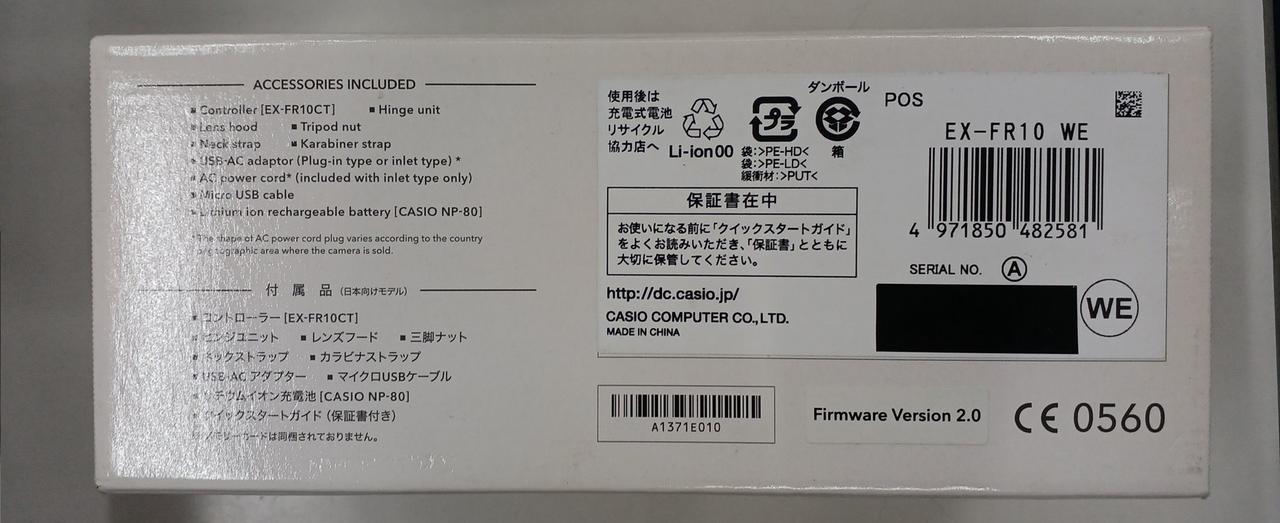 ACCESSORIES INCLUDED
■ Controller [EX-FR10CT] ■ Hinge unit
■ Lens hood ■ Tripod nut
■ Neck strap ■ Karabiner strap
■ USB-AC adaptor (Plug-in type or inlet type) *
■ AC power cord* (included with inlet type only)
■ Micro USB cable
■ Lithium ion rechargeable battery [CASIO NP-80]
*The shape of AC power cord plug varies according to the country
or geographic area where the camera is sold.
付属品(日本向けモデル)
■ コントローラー[EX-FR10CT]
■ ヒンジユニット ■ レンズフード ■ 三脚ナット
■ ネックストラップ ■ カラビナストラップ
■ USB-AC アダプター ■ マイクロUSBケーブル
■ リチウムイオン充電池 [CASIO NP-80]
■ クイックスタートガイド(保証書付き)
※ メモリーカードは同梱されておりません。
使用後は
充電式電池
リサイクル
協力店へ
Li-ion00
プラ
袋:>PE-HD<
袋:>PE-LD<
緩衝材:>PUT<
ダンボール
箱
保証書在中
お使いになる前に「クイックスタートガイド」
をよくお読みいただき、「保証書」とともに
大切に保管してください。
http://dc.casio.jp/
CASIO COMPUTER CO.,LTD.
MADE IN CHINA
POS
EX-FR10 WE
4 971850 482581
SERIAL NO. A
WE
A1371E010
Firmware Version 2.0
CE 0560